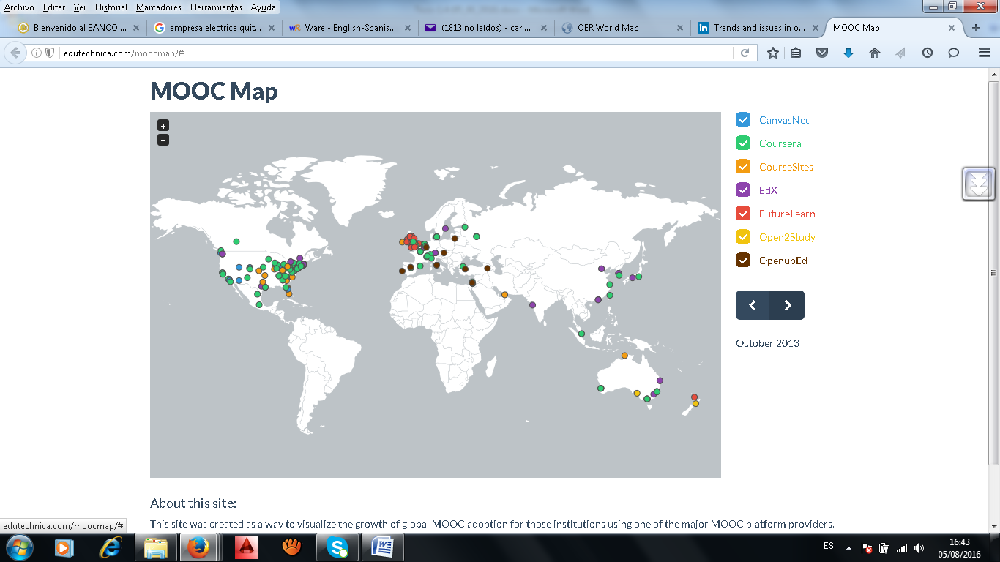 Archivo Editar Ver Historial Marcadores Herramientas Ayuda
Bienvenido al BANCO ... empresa electrica quit... Ware - English-Spanis... (1813 no leídos) - carl... OER World Map Trends and issues in o... MOOC Map
edutechnica.com/moocmap/#
MOOC Map
+
−
CanvasNet
Coursera
CourseSites
EdX
FutureLearn
Open2Study
OpenupEd
October 2013
About this site:
This site was created as a way to visualize the growth of global MOOC adoption for those institutions using one of the major MOOC platform providers.
edutechnica.com/moocmap/#
ES 16:43
05/08/2016